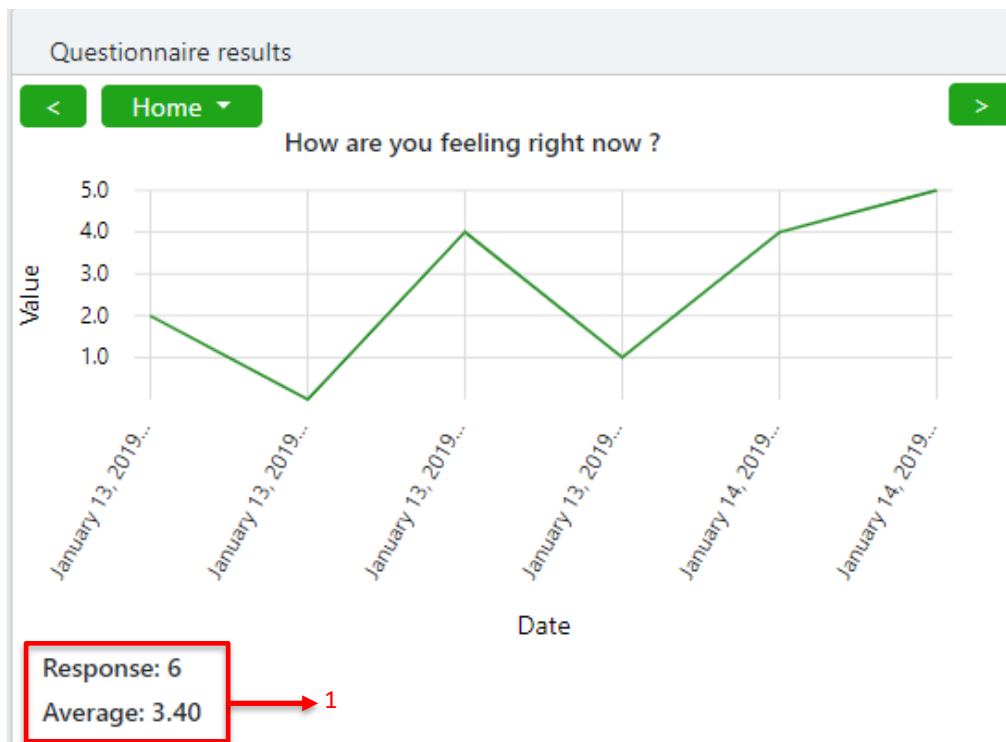 Questionnaire results
<
Home
>
How are you feeling right now ?
5.0
4.0
3.0
2.0
1.0
Value
January 13, 2019...
January 13, 2019...
January 13, 2019...
January 13, 2019...
January 14, 2019...
January 14, 2019...
Date
Response: 6
Average: 3.40
1